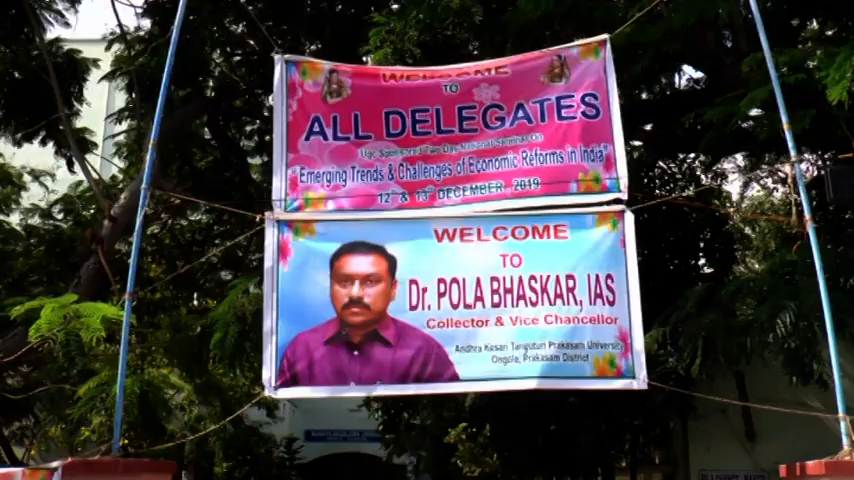 WELCOME
TO
ALL DELEGATES
Ugc Sponsored Two Day National Seminar On
"Emerging Trends & Challenges of Economic Reforms in India"
12th & 13th DECEMBER 2019
WELCOME
TO
Dr. POLA BHASKAR, IAS
Collector & Vice Chancellor
Andhra Kesari Tanguturi Prakasam University
Ongole, Prakasam District